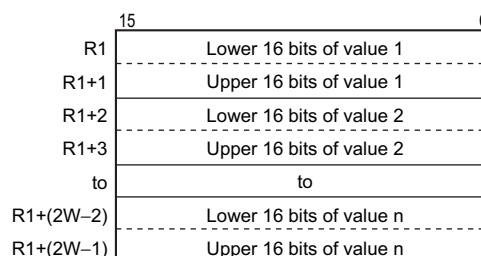 15
R1 Lower 16 bits of value 1
R1+1 Upper 16 bits of value 1
R1+2 Lower 16 bits of value 2
R1+3 Upper 16 bits of value 2
to to
R1+(2W−2) Lower 16 bits of value n
R1+(2W−1) Upper 16 bits of value n